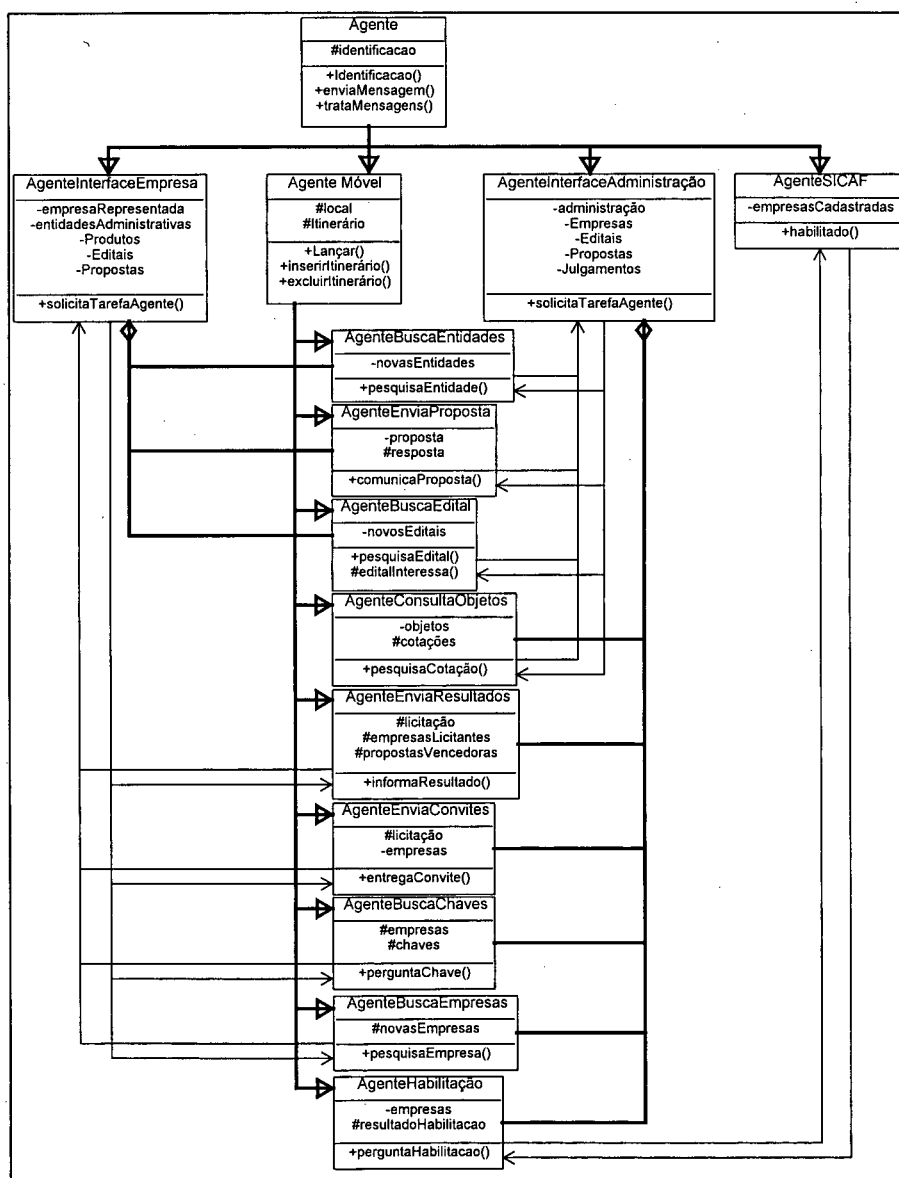 Agente
#identificacao
+Identificacao()
+enviaMensagem()
+trataMensagens()
AgenteInterfaceEmpresa
-empresaRepresentada
-entidadesAdministrativas
-Produtos
-Editais
-Propostas
+solicitaTarefaAgente()
Agente Móvel
#local
#Itinerário
+Lançar()
+inserirItinerário()
+excluirItinerário()
AgenteInterfaceAdministração
-administração
-Empresas
-Editais
-Propostas
-Julgamentos
+solicitaTarefaAgente()
AgenteSICAF
-empresasCadastradas
+habilitado()
AgenteBuscaEntidades
-novasEntidades
+pesquisaEntidade()
AgenteEnviaProposta
-proposta
#resposta
+comunicaProposta()
AgenteBuscaEdital
-novosEditais
+pesquisaEdital()
#editalInteressa()
AgenteConsultaObjetos
-objetos
#cotações
+pesquisaCotação()
AgenteEnviaResultados
#licitação
#empresasLicitantes
#propostasVencedoras
+informaResultado()
AgenteEnviaConvites
#licitação
-empresas
+entregaConvite()
AgenteBuscaChaves
#empresas
#chaves
+perguntaChave()
AgenteBuscaEmpresas
#novasEmpresas
+pesquisaEmpresa()
AgenteHabilitação
-empresas
#resultadoHabilitacao
+perguntaHabilitacao()